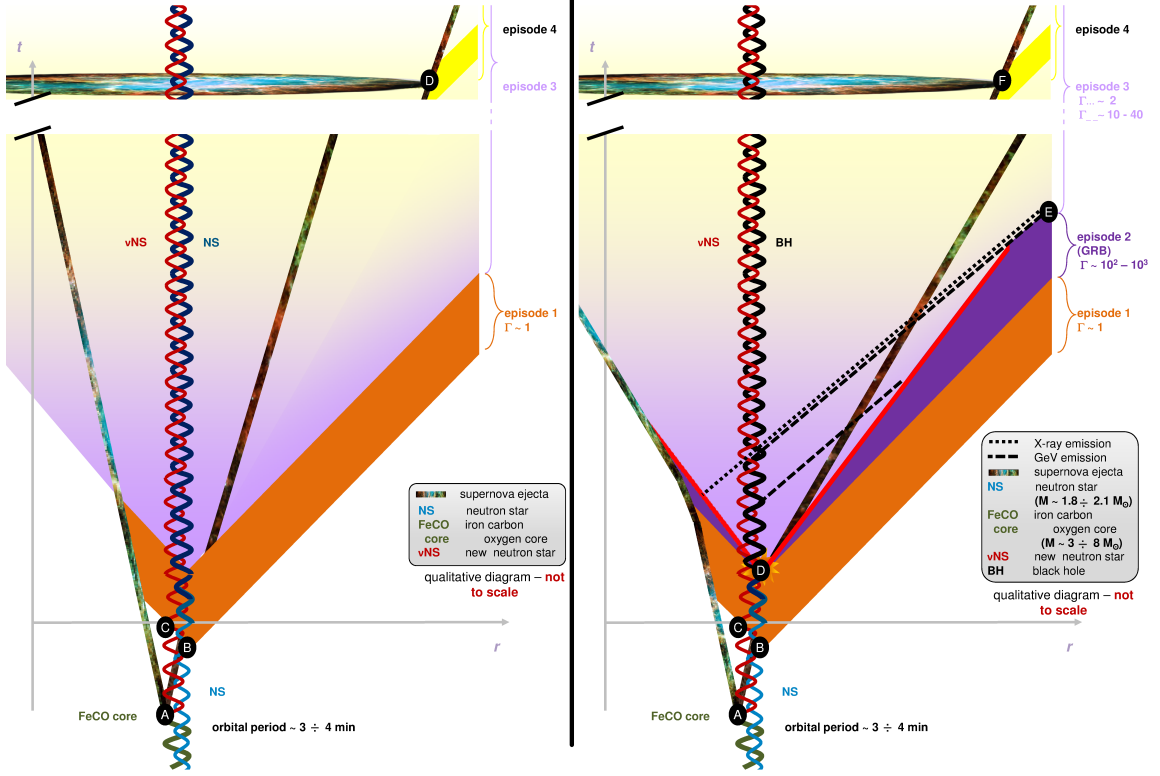 t
D
episode 4
episode 3
νNS
NS
episode 1
Γ ~ 1
supernova ejecta
NS neutron star
FeCO iron carbon
core oxygen core
νNS new neutron star
qualitative diagram – not
to scale
C
B
r
NS
A
FeCO core
orbital period ~ 3 ÷ 4 min
t
F
episode 4
episode 3
Γ... ~ 2
Γ_ _ ~ 10 - 40
E
νNS
BH
episode 2
(GRB)
Γ ~ 10² – 10³
episode 1
Γ ~ 1
X-ray emission
GeV emission
supernova ejecta
NS neutron star
(M ~ 1.8 ÷ 2.1 M⊙)
FeCO iron carbon
core oxygen core
(M ~ 3 ÷ 8 M⊙)
νNS new neutron star
BH black hole
qualitative diagram – not
to scale
D
C
B
r
NS
A
FeCO core
orbital period ~ 3 ÷ 4 min